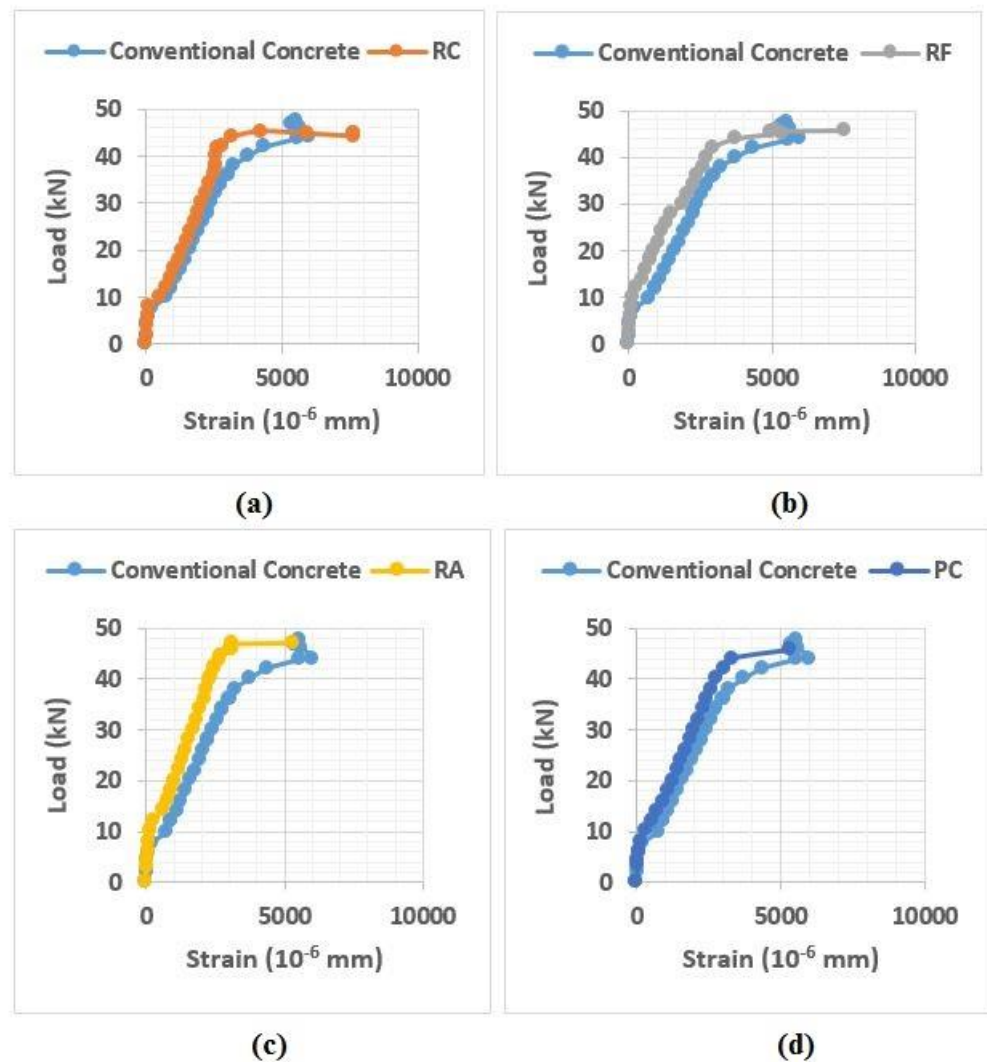 Conventional Concrete RC
50
40
30
20
10
0
Load (kN)
0 5000 10000
Strain (10⁻⁶ mm)
(a)
Conventional Concrete RF
50
40
30
20
10
0
Load (kN)
0 5000 10000
Strain (10⁻⁶ mm)
(b)
Conventional Concrete RA
50
40
30
20
10
0
Load (kN)
0 5000 10000
Strain (10⁻⁶ mm)
(c)
Conventional Concrete PC
50
40
30
20
10
0
Load (kN)
0 5000 10000
Strain (10⁻⁶ mm)
(d)